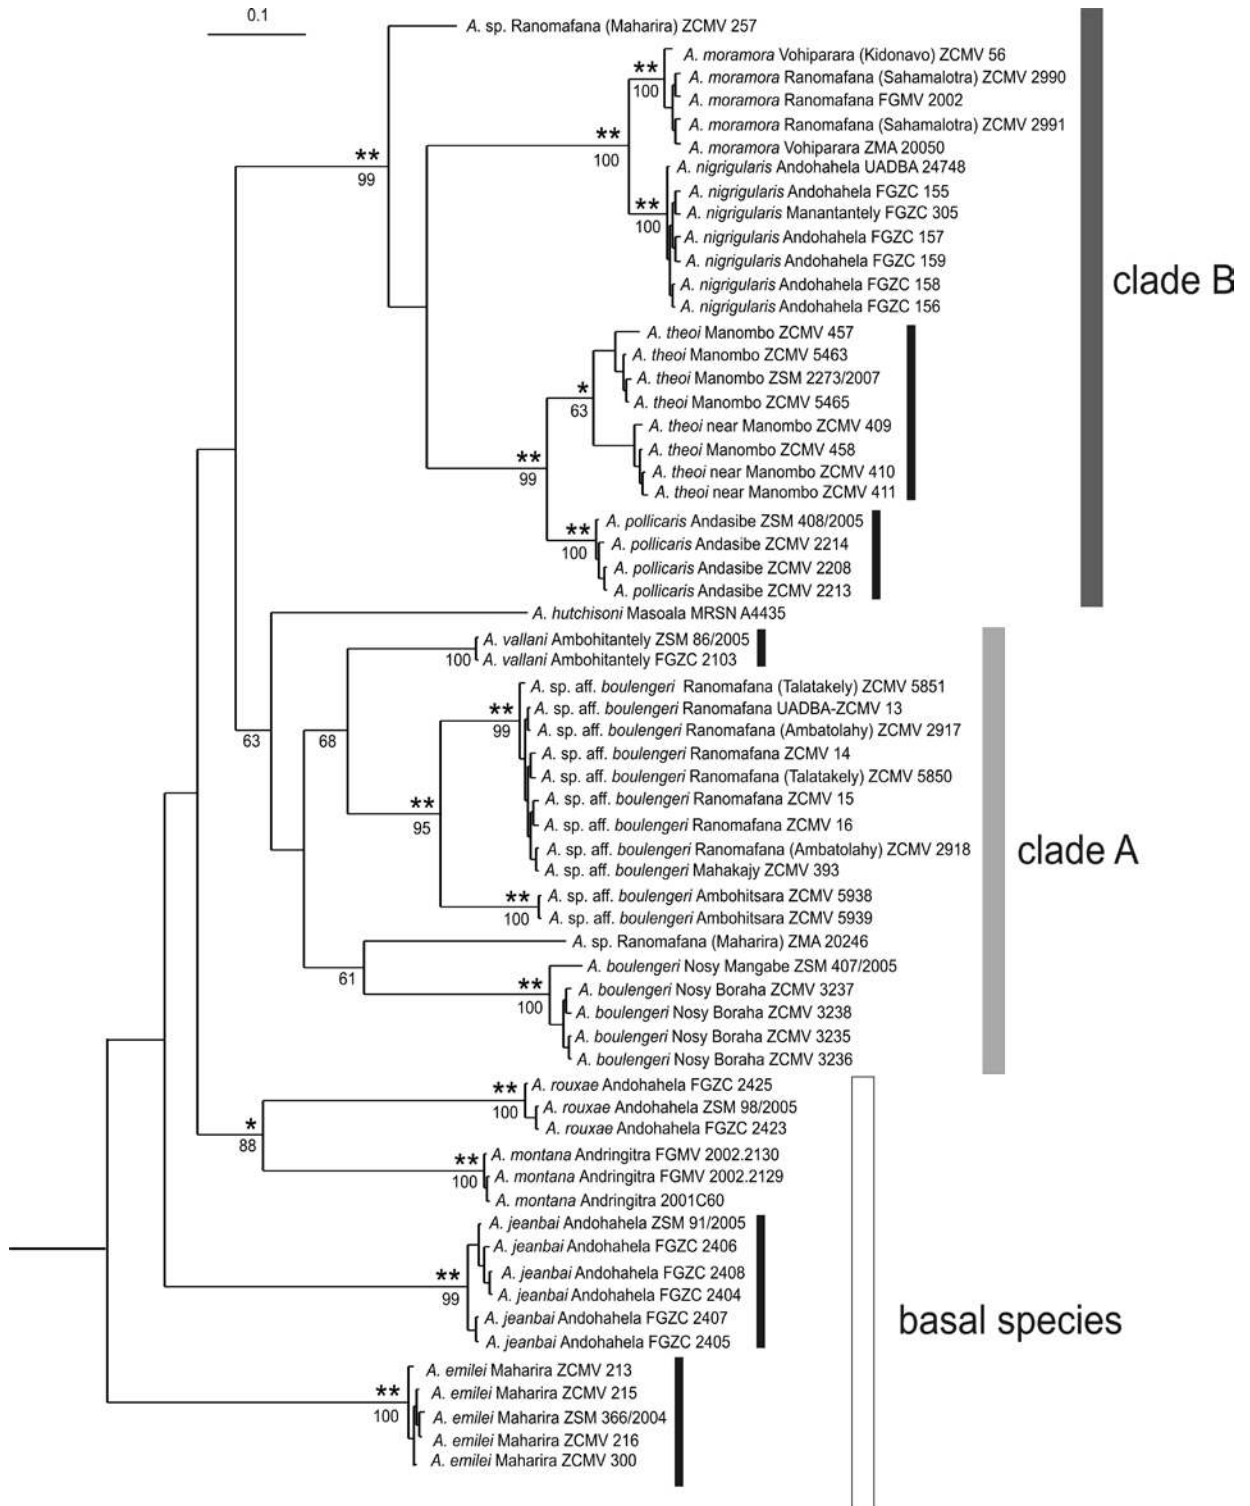 0.1
A. sp. Ranomafana (Maharira) ZCMV 257
A. moramora Vohiparara (Kidonavo) ZCMV 56
**
100
A. moramora Ranomafana (Sahamalotra) ZCMV 2990
A. moramora Ranomafana FGMV 2002
A. moramora Ranomafana (Sahamalotra) ZCMV 2991
**
100
A. moramora Vohiparara ZMA 20050
**
99
A. nigrigularis Andohahela UADBA 24748
A. nigrigularis Andohahela FGZC 155
**
100
A. nigrigularis Manantantely FGZC 305
A. nigrigularis Andohahela FGZC 157
A. nigrigularis Andohahela FGZC 159
A. nigrigularis Andohahela FGZC 158
A. nigrigularis Andohahela FGZC 156
clade B
A. theoi Manombo ZCMV 457
A. theoi Manombo ZCMV 5463
A. theoi Manombo ZSM 2273/2007
*
63
A. theoi Manombo ZCMV 5465
A. theoi near Manombo ZCMV 409
A. theoi Manombo ZCMV 458
**
99
A. theoi near Manombo ZCMV 410
A. theoi near Manombo ZCMV 411
A. pollicaris Andasibe ZSM 408/2005
**
100
A. pollicaris Andasibe ZCMV 2214
A. pollicaris Andasibe ZCMV 2208
A. pollicaris Andasibe ZCMV 2213
A. hutchisoni Masoala MRSN A4435
A. vallani Ambohitantely ZSM 86/2005
100
A. vallani Ambohitantely FGZC 2103
A. sp. aff. boulengeri Ranomafana (Talatakely) ZCMV 5851
**
99
A. sp. aff. boulengeri Ranomafana UADBA-ZCMV 13
A. sp. aff. boulengeri Ranomafana (Ambatolahy) ZCMV 2917
63
68
A. sp. aff. boulengeri Ranomafana ZCMV 14
A. sp. aff. boulengeri Ranomafana (Talatakely) ZCMV 5850
A. sp. aff. boulengeri Ranomafana ZCMV 15
**
95
A. sp. aff. boulengeri Ranomafana ZCMV 16
A. sp. aff. boulengeri Ranomafana (Ambatolahy) ZCMV 2918
clade A
A. sp. aff. boulengeri Mahakajy ZCMV 393
A. sp. aff. boulengeri Ambohitsara ZCMV 5938
**
100
A. sp. aff. boulengeri Ambohitsara ZCMV 5939
A. sp. Ranomafana (Maharira) ZMA 20246
61
A. boulengeri Nosy Mangabe ZSM 407/2005
**
100
A. boulengeri Nosy Boraha ZCMV 3237
A. boulengeri Nosy Boraha ZCMV 3238
A. boulengeri Nosy Boraha ZCMV 3235
A. boulengeri Nosy Boraha ZCMV 3236
A. rouxae Andohahela FGZC 2425
**
100
A. rouxae Andohahela ZSM 98/2005
A. rouxae Andohahela FGZC 2423
*
88
A. montana Andringitra FGMV 2002.2130
**
100
A. montana Andringitra FGMV 2002.2129
A. montana Andringitra 2001C60
A. jeanbai Andohahela ZSM 91/2005
A. jeanbai Andohahela FGZC 2406
**
99
A. jeanbai Andohahela FGZC 2408
A. jeanbai Andohahela FGZC 2404
A. jeanbai Andohahela FGZC 2407
A. jeanbai Andohahela FGZC 2405
basal species
A. emilei Maharira ZCMV 213
**
100
A. emilei Maharira ZCMV 215
A. emilei Maharira ZSM 366/2004
A. emilei Maharira ZCMV 216
A. emilei Maharira ZCMV 300